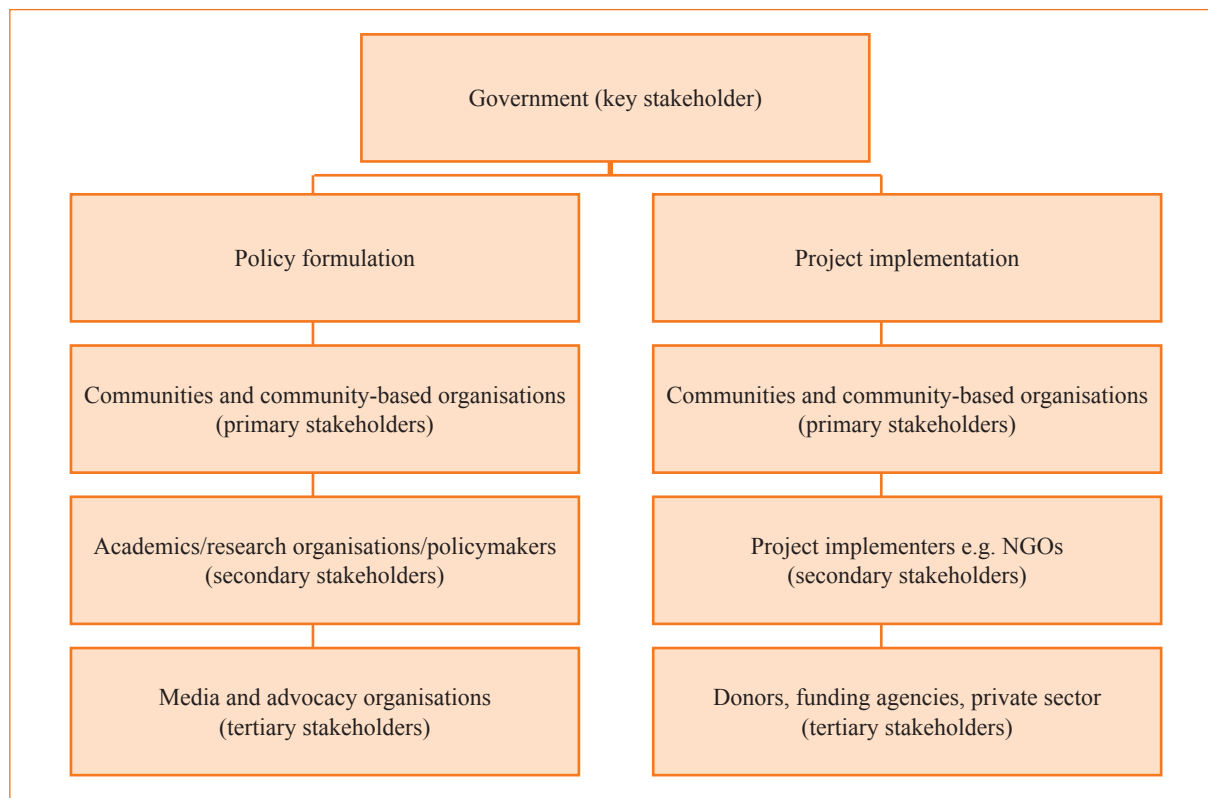 Government (key stakeholder)
Policy formulation
Project implementation
Communities and community-based organisations
(primary stakeholders)
Communities and community-based organisations
(primary stakeholders)
Academics/research organisations/policymakers
(secondary stakeholders)
Project implementers e.g. NGOs
(secondary stakeholders)
Media and advocacy organisations
(tertiary stakeholders)
Donors, funding agencies, private sector
(tertiary stakeholders)